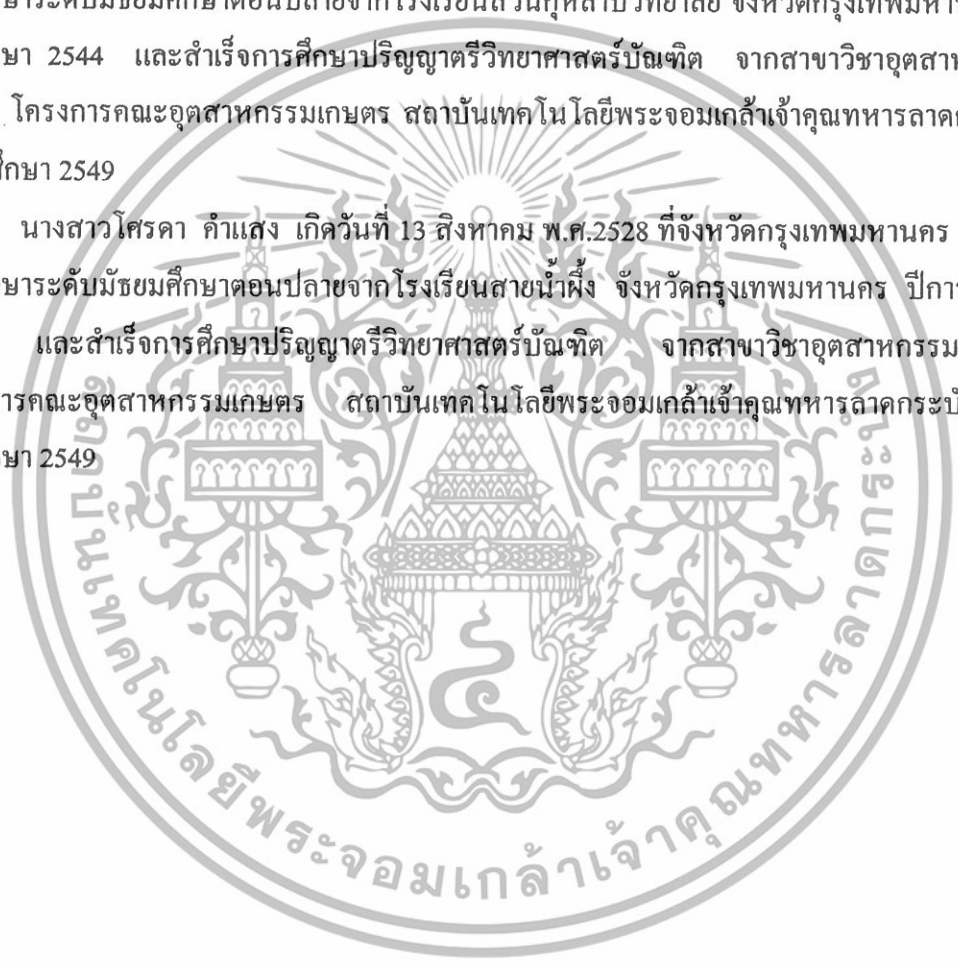 ษาระดับมัธยมศึกษาตอนปลายจากโรงเรียนสวนกุหลาบวิทยาลัย จังหวัดกรุงเทพมหาน
ษา 2544 และสำเร็จการศึกษาปริญญาตรีวิทยาศาสตร์บัณฑิต จากสาขาวิชาอุตสาห
โครงการคณะอุตสาหกรรมเกษตร สถาบันเทคโนโลยีพระจอมเกล้าเจ้าคุณทหารลาดก
ศึกษา 2549
นางสาวโศรดา คำแสง เกิดวันที่ 13 สิงหาคม พ.ศ.2528 ที่จังหวัดกรุงเทพมหานคร
ษาระดับมัธยมศึกษาตอนปลายจากโรงเรียนสายน้ำผึ้ง จังหวัดกรุงเทพมหานคร ปีการ
และสำเร็จการศึกษาปริญญาตรีวิทยาศาสตร์บัณฑิต จากสาขาวิชาอุตสาหกรรม
ารคณะอุตสาหกรรมเกษตร สถาบันเทคโนโลยีพระจอมเกล้าเจ้าคุณทหารลาดกระบั
ษา 2549
สถาบันเทคโนโลยีพระจอมเกล้าเจ้าคุณทหารลาดกระบัง